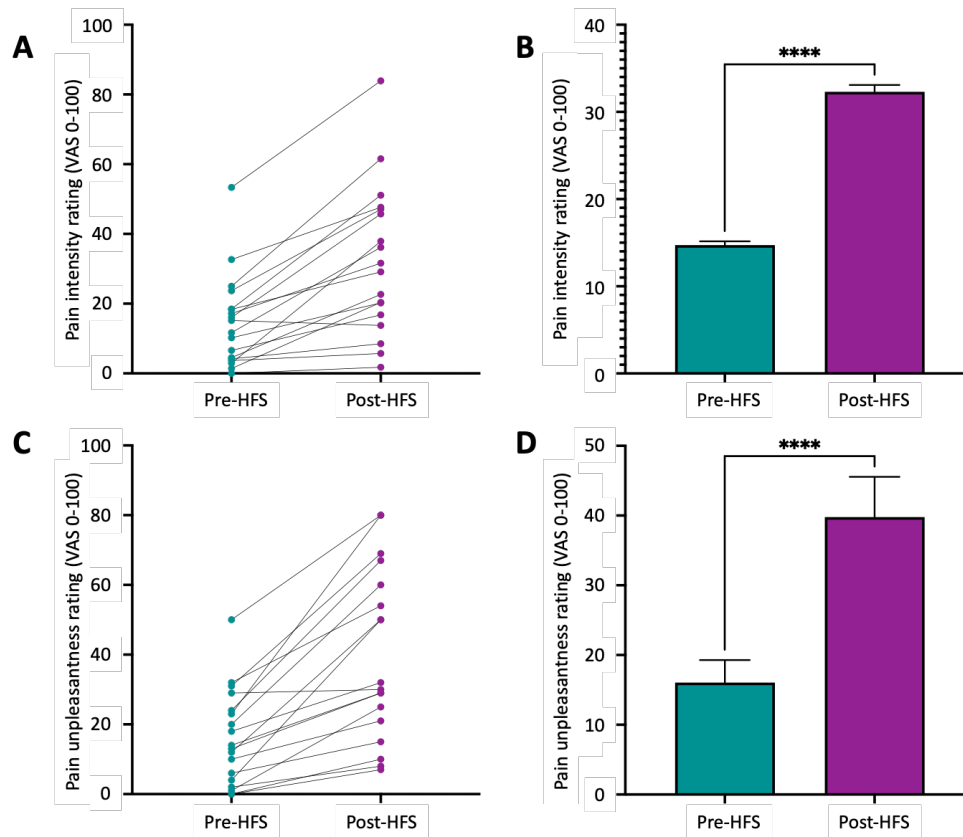 A
Pain intensity rating (VAS 0-100)
100
80
60
40
20
0
Pre-HFS
Post-HFS
B
Pain intensity rating (VAS 0-100)
40
30
20
10
0
****
Pre-HFS
Post-HFS
C
Pain unpleasantness rating (VAS 0-100)
100
80
60
40
20
0
Pre-HFS
Post-HFS
D
Pain unpleasantness rating (VAS 0-100)
50
40
30
20
10
0
****
Pre-HFS
Post-HFS